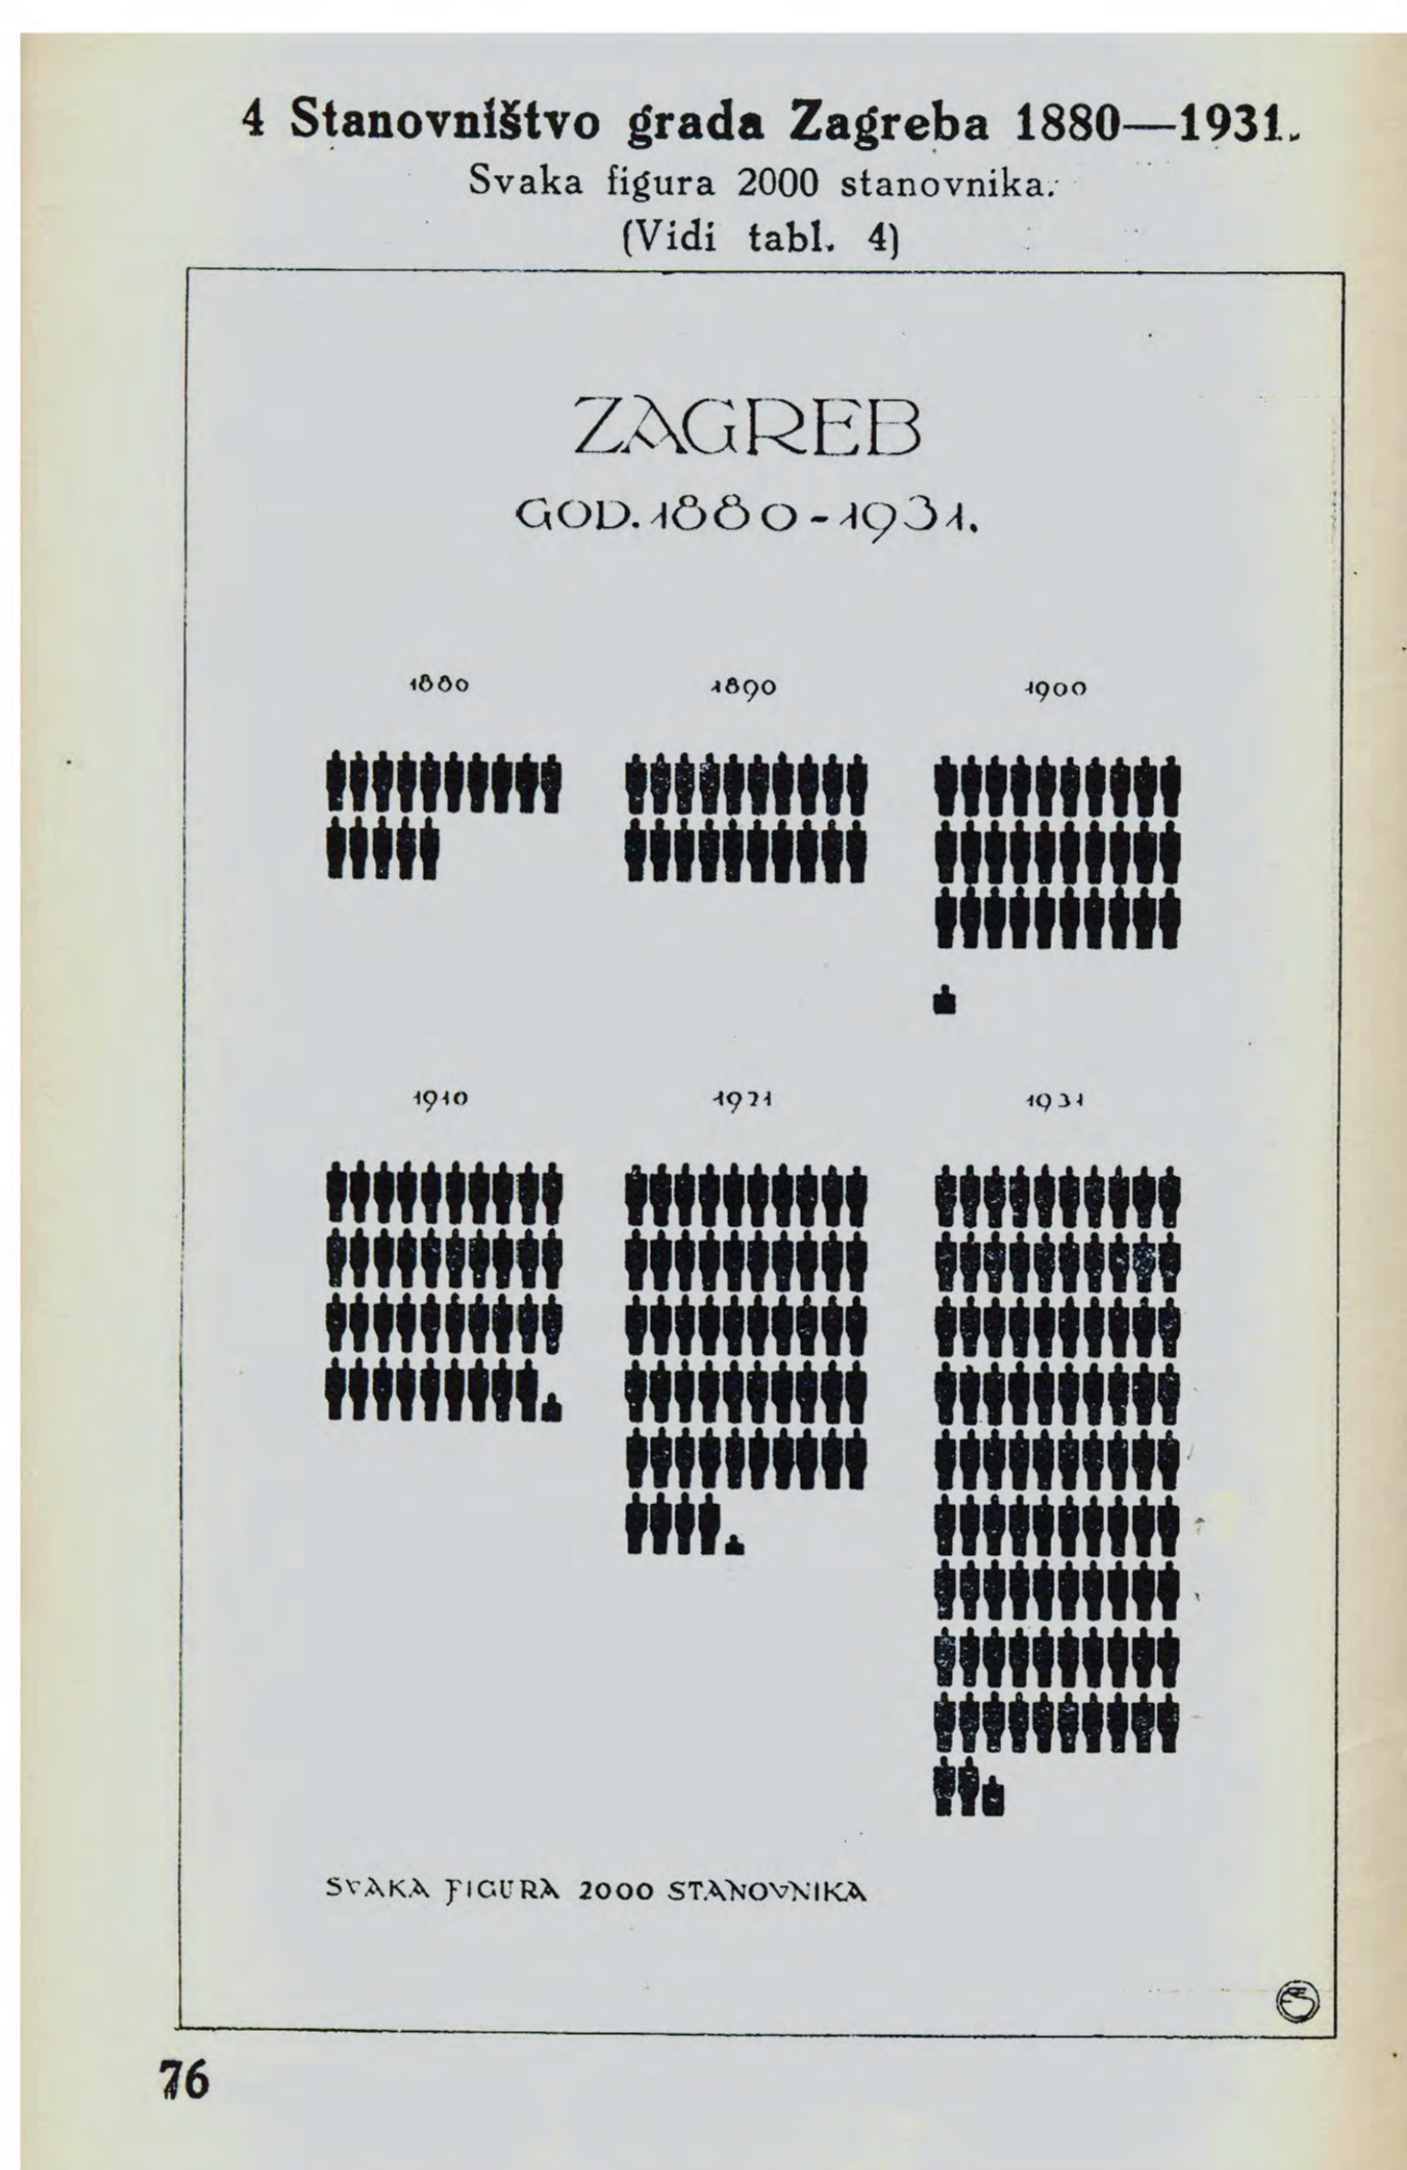 4 Stanovništvo grada Zagreba 1880—1931.
Svaka figura 2000 stanovnika.
(Vidi tabl. 4)
ZAGREB
GOD. 1880-1931.
1880 1890 1900
1910 1921 1931
SVAKA FIGURA 2000 STANOVNIKA
76